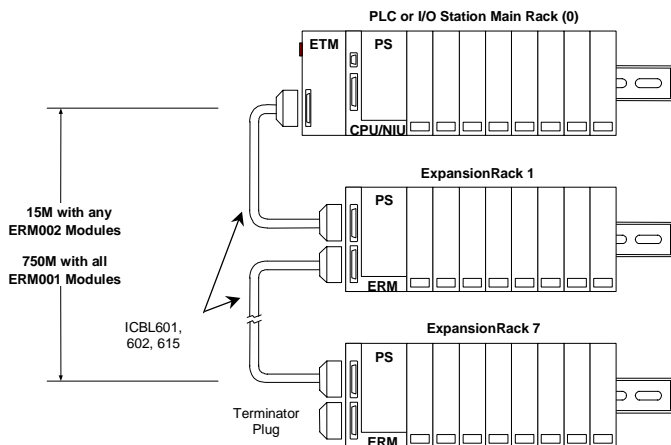 PLC or I/O Station Main Rack (0)
ETM
PS
CPU/NIU
ExpansionRack 1
PS
15M with any
ERM002 Modules
750M with all
ERM001 Modules
ERM
ICBL601,
602, 615
ExpansionRack 7
PS
Terminator
Plug
ERM